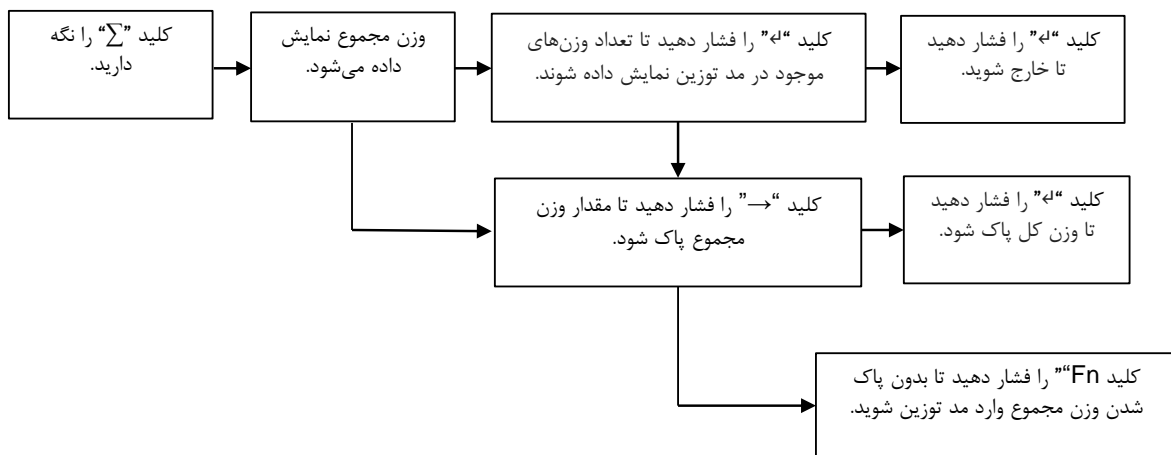 کلید “∑” را نگه
دارید.
وزن مجموع نمایش
داده می‌شود.
کلید “↵” را فشار دهید تا تعداد وزن‌های
موجود در مد توزین نمایش داده شوند.
کلید “↵” را فشار دهید
تا خارج شوید.
کلید “→” را فشار دهید تا مقدار وزن
مجموع پاک شود.
کلید “↵” را فشار دهید
تا وزن کل پاک شود.
کلید Fn“” را فشار دهید تا بدون پاک
شدن وزن مجموع وارد مد توزین شوید.